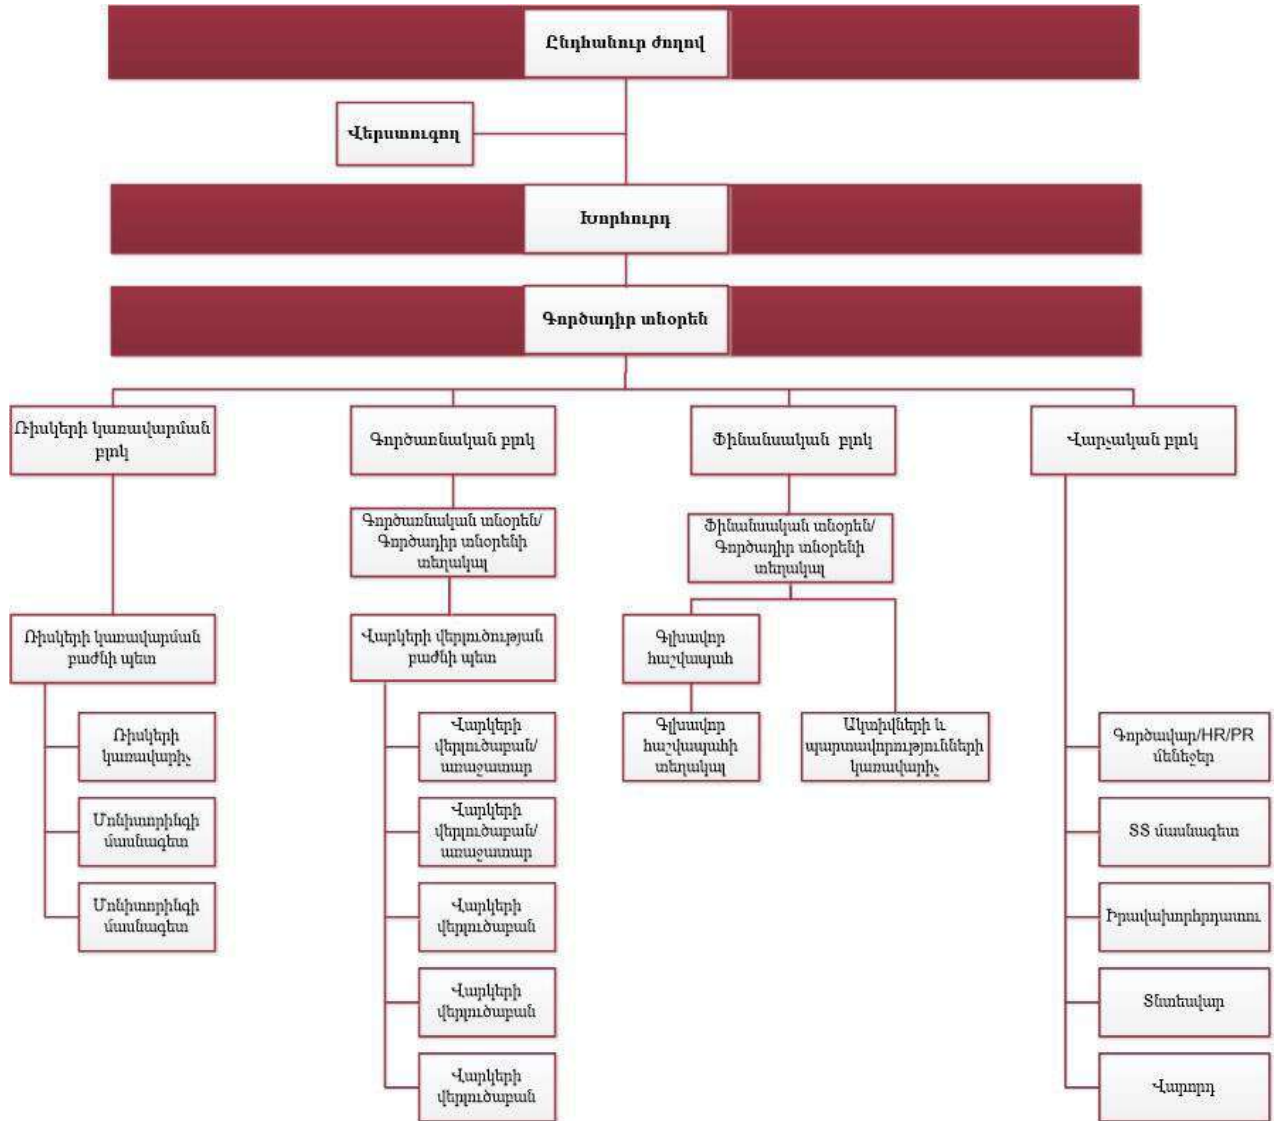 Ընդհանուր ժողով
Վերստուգող
Խորհուրդ
Գործադիր տնօրեն
Ռիսկերի կառավարման
բլոկ
Գործառնական բլոկ
Ֆինանսական բլոկ
Վարչական բլոկ
Գործառնական տնօրեն/
Գործադիր տնօրենի
տեղակալ
Ֆինանսական տնօրեն/
Գործադիր տնօրենի
տեղակալ
Ռիսկերի կառավարման
բաժնի պետ
Վարկերի վերլուծության
բաժնի պետ
Գլխավոր
հաշվապահ
Ռիսկերի
կառավարիչ
Մոնիտորինգի
մասնագետ
Մոնիտորինգի
մասնագետ
Վարկերի
վերլուծաբան/
առաջատար
Վարկերի
վերլուծաբան/
առաջատար
Վարկերի
վերլուծաբան
Վարկերի
վերլուծաբան
Վարկերի
վերլուծաբան
Գլխավոր
հաշվապահի
տեղակալ
Ակտիվների և
պարտավորությունների
կառավարիչ
Գործավար/HR/PR
մենեջեր
ՏՏ մասնագետ
Իրավախորհրդատու
Տնտեսվար
Վարորդ